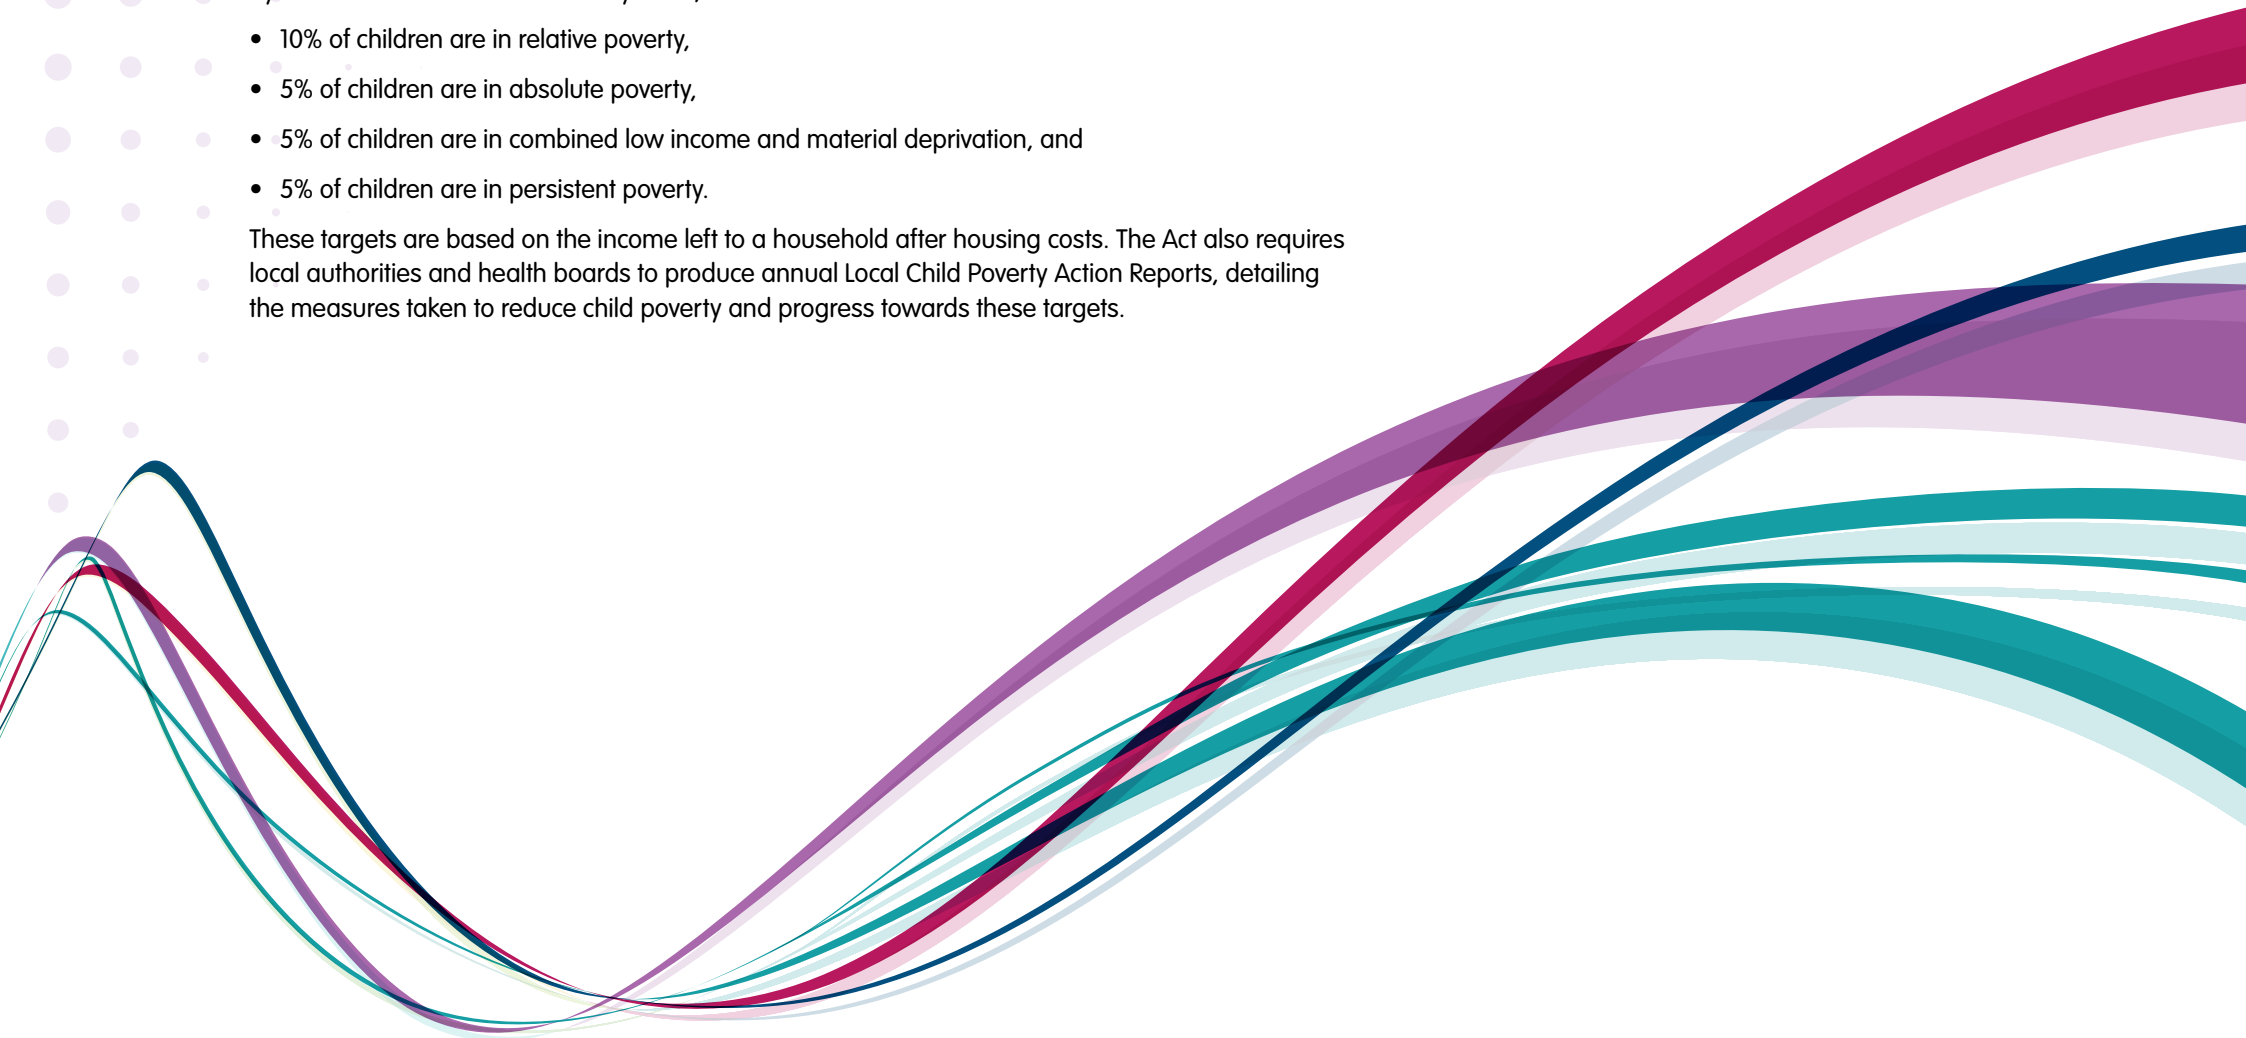 • 10% of children are in relative poverty,
• 5% of children are in absolute poverty,
• 5% of children are in combined low income and material deprivation, and
• 5% of children are in persistent poverty.
These targets are based on the income left to a household after housing costs. The Act also requires
local authorities and health boards to produce annual Local Child Poverty Action Reports, detailing
the measures taken to reduce child poverty and progress towards these targets.